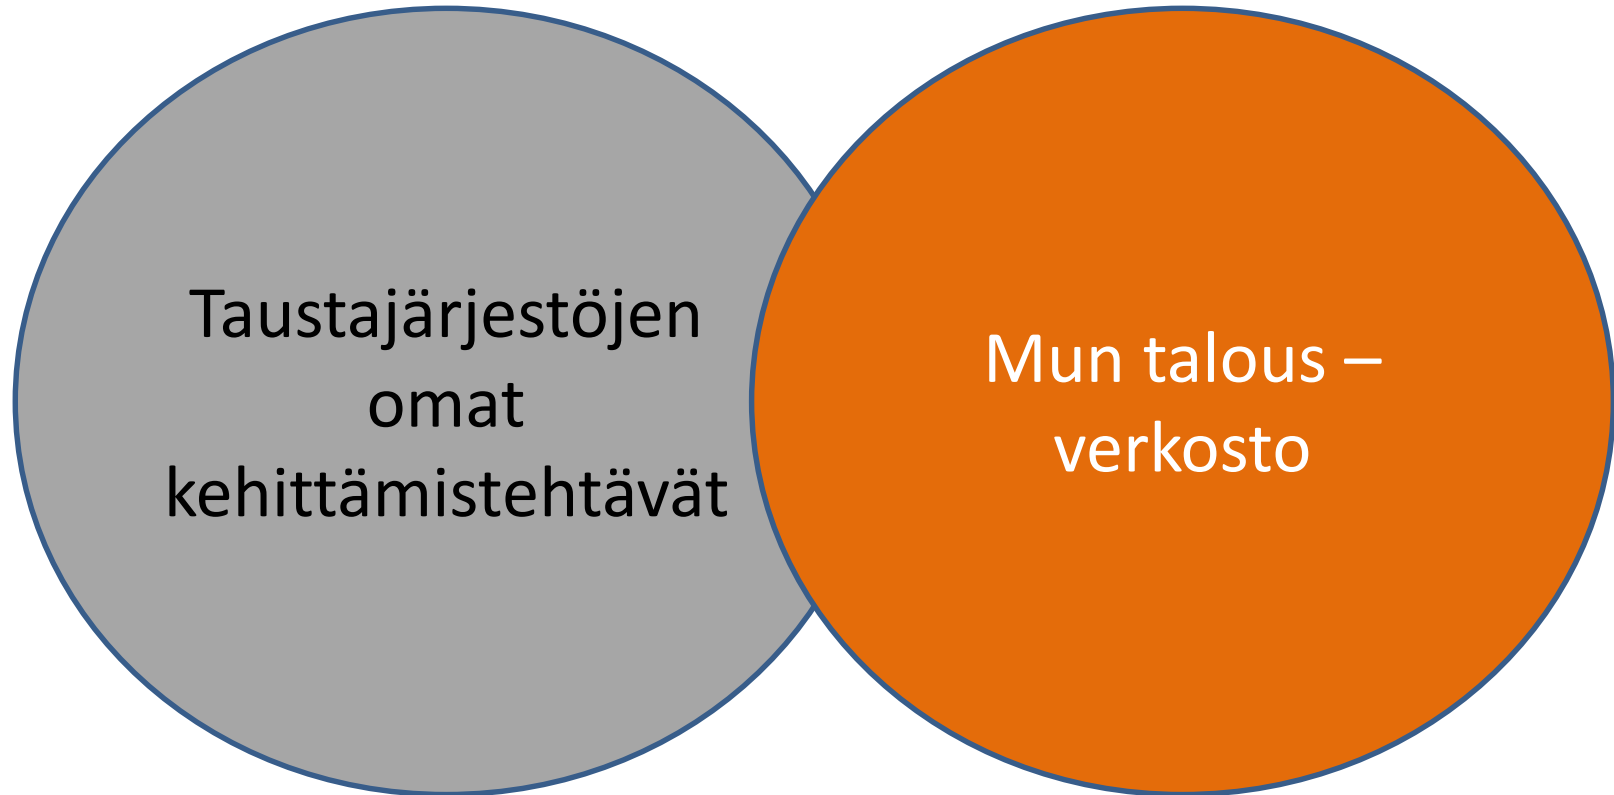 Taustajärjestöjen
omat
kehittämistehtävät
Mun talous –
verkosto